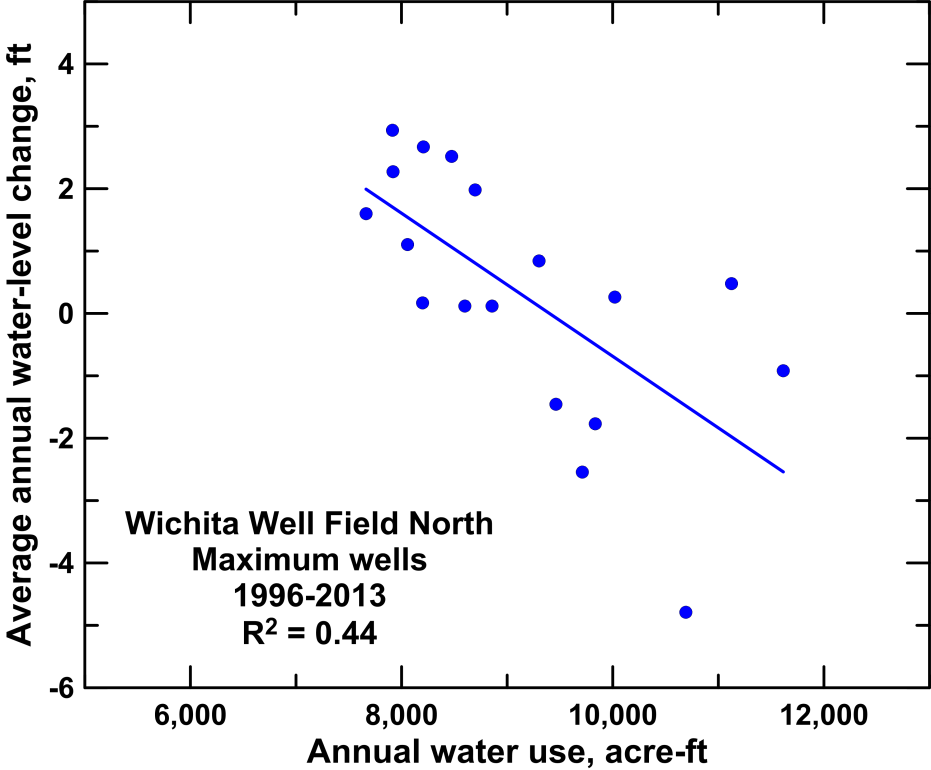 Average annual water-level change, ft
4
2
0
-2
-4
-6
Wichita Well Field North
Maximum wells
1996-2013
R² = 0.44
6,000 8,000 10,000 12,000
Annual water use, acre-ft